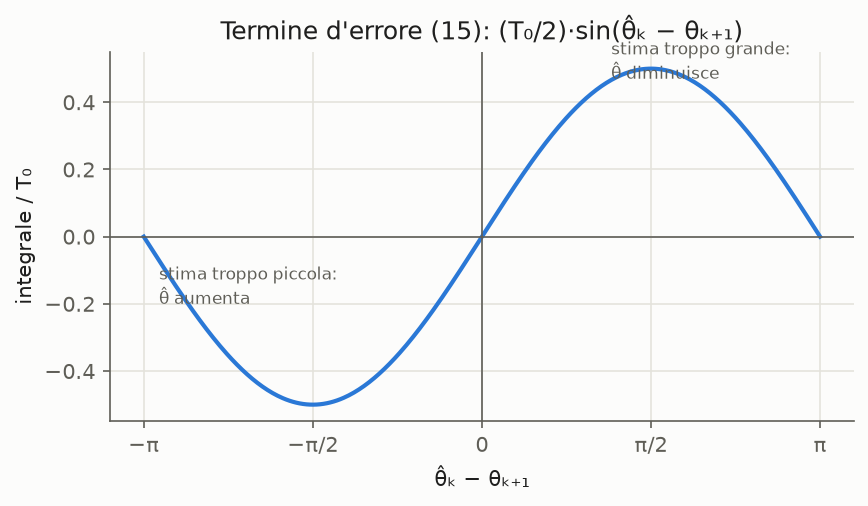 Termine d'errore (15): (T₀/2)·sin(θ̂ₖ − θₖ₊₁)
stima troppo grande:
θ̂ diminuisce
0.4
0.2
0.0
−0.2
−0.4
integrale / T₀
stima troppo piccola:
θ̂ aumenta
−π
−π/2
0
π/2
π
θ̂ₖ − θₖ₊₁